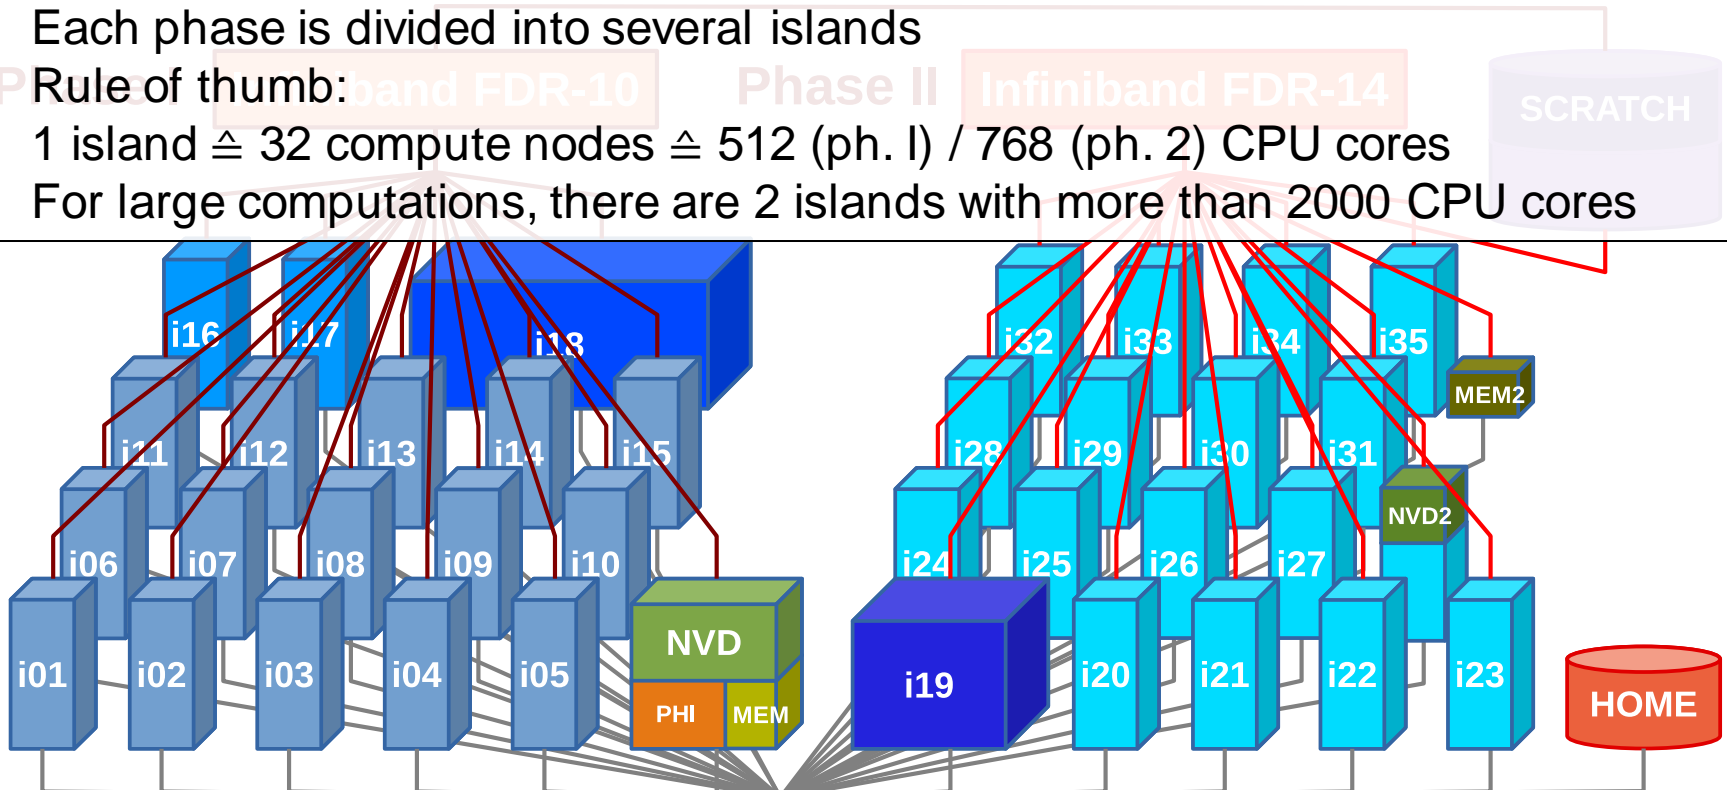 Each phase is divided into several islands
Rule of thumb:
1 island ≙ 32 compute nodes ≙ 512 (ph. I) / 768 (ph. 2) CPU cores
For large computations, there are 2 islands with more than 2000 CPU cores
Phase I Infiniband FDR-10 Phase II Infiniband FDR-14
SCRATCH
i16 i17 i18 i32 i33 i34 i35
MEM2
i11 i12 i13 i14 i15 i28 i29 i30 i31
NVD2
i06 i07 i08 i09 i10 i24 i25 i26 i27
NVD
i01 i02 i03 i04 i05 i19 i20 i21 i22 i23
PHI MEM
HOME